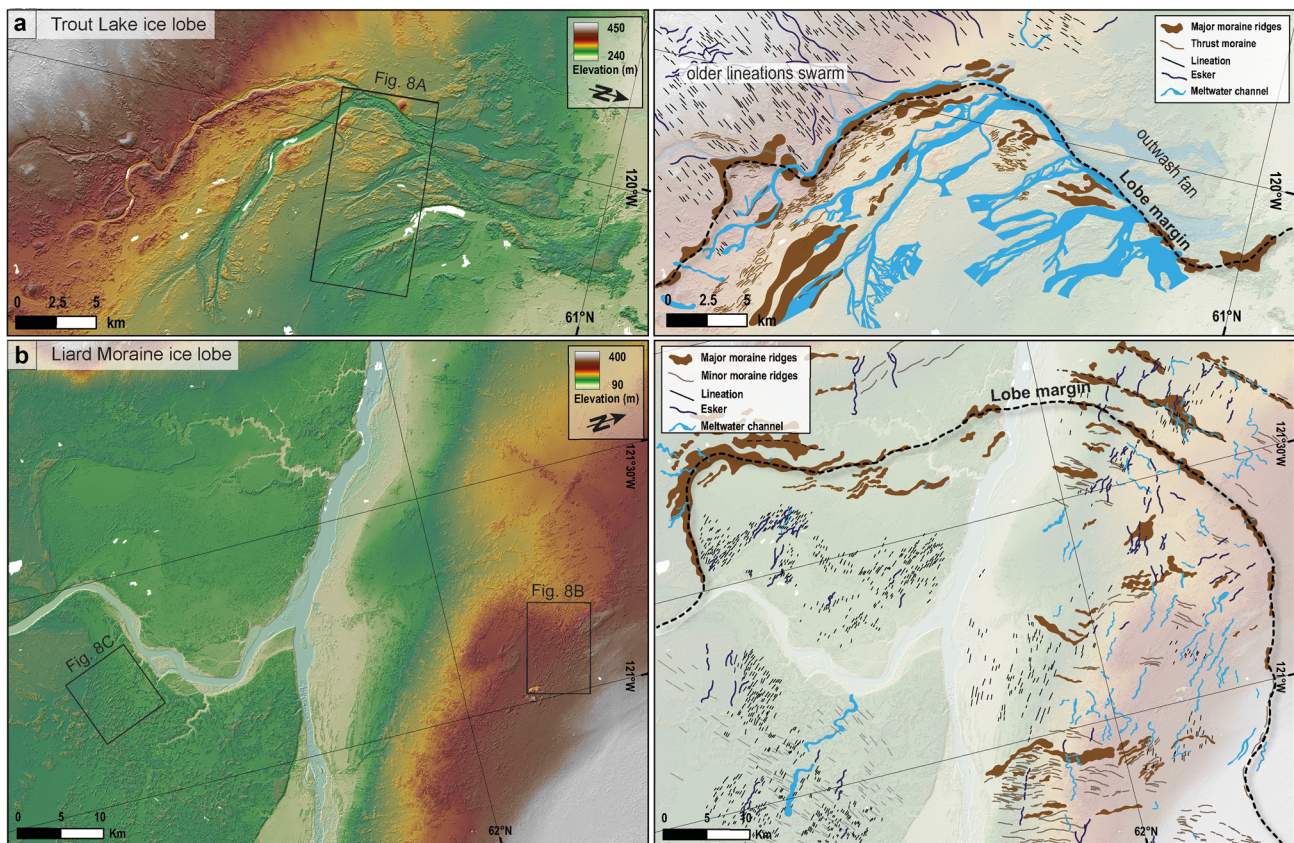 a Trout Lake ice lobe
450
240
Elevation (m)
N
Fig. 8A
120°W
61°N
0 2,5 5
km
older lineations swarm
Major moraine ridges
Thrust moraine
Lineation
Esker
Meltwater channel
outwash fan
Lobe margin
120°W
61°N
0 2.5 5
km
b Liard Moraine ice lobe
400
90
Elevation (m)
N
121°30'W
Fig. 8B
Fig. 8C
121°W
62°N
0 5 10
Km
Major moraine ridges
Minor moraine ridges
Lineation
Esker
Meltwater channel
Lobe margin
121°30'W
121°W
62°N
0 5 10
Km